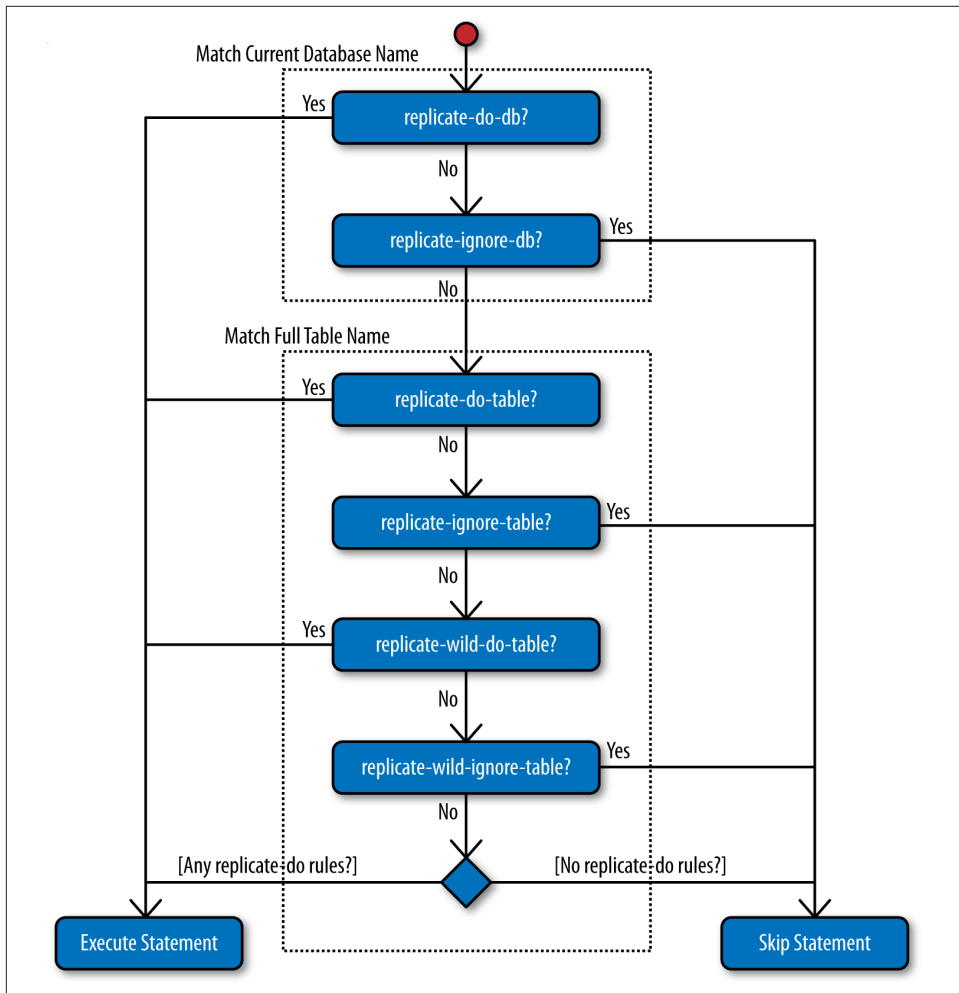 Match Current Database Name
Yes
replicate-do-db?
No
replicate-ignore-db?
Yes
No
Match Full Table Name
Yes
replicate-do-table?
No
replicate-ignore-table?
Yes
No
Yes
replicate-wild-do-table?
No
replicate-wild-ignore-table?
Yes
No
[Any replicate-do rules?]
[No replicate-do rules?]
Execute Statement
Skip Statement